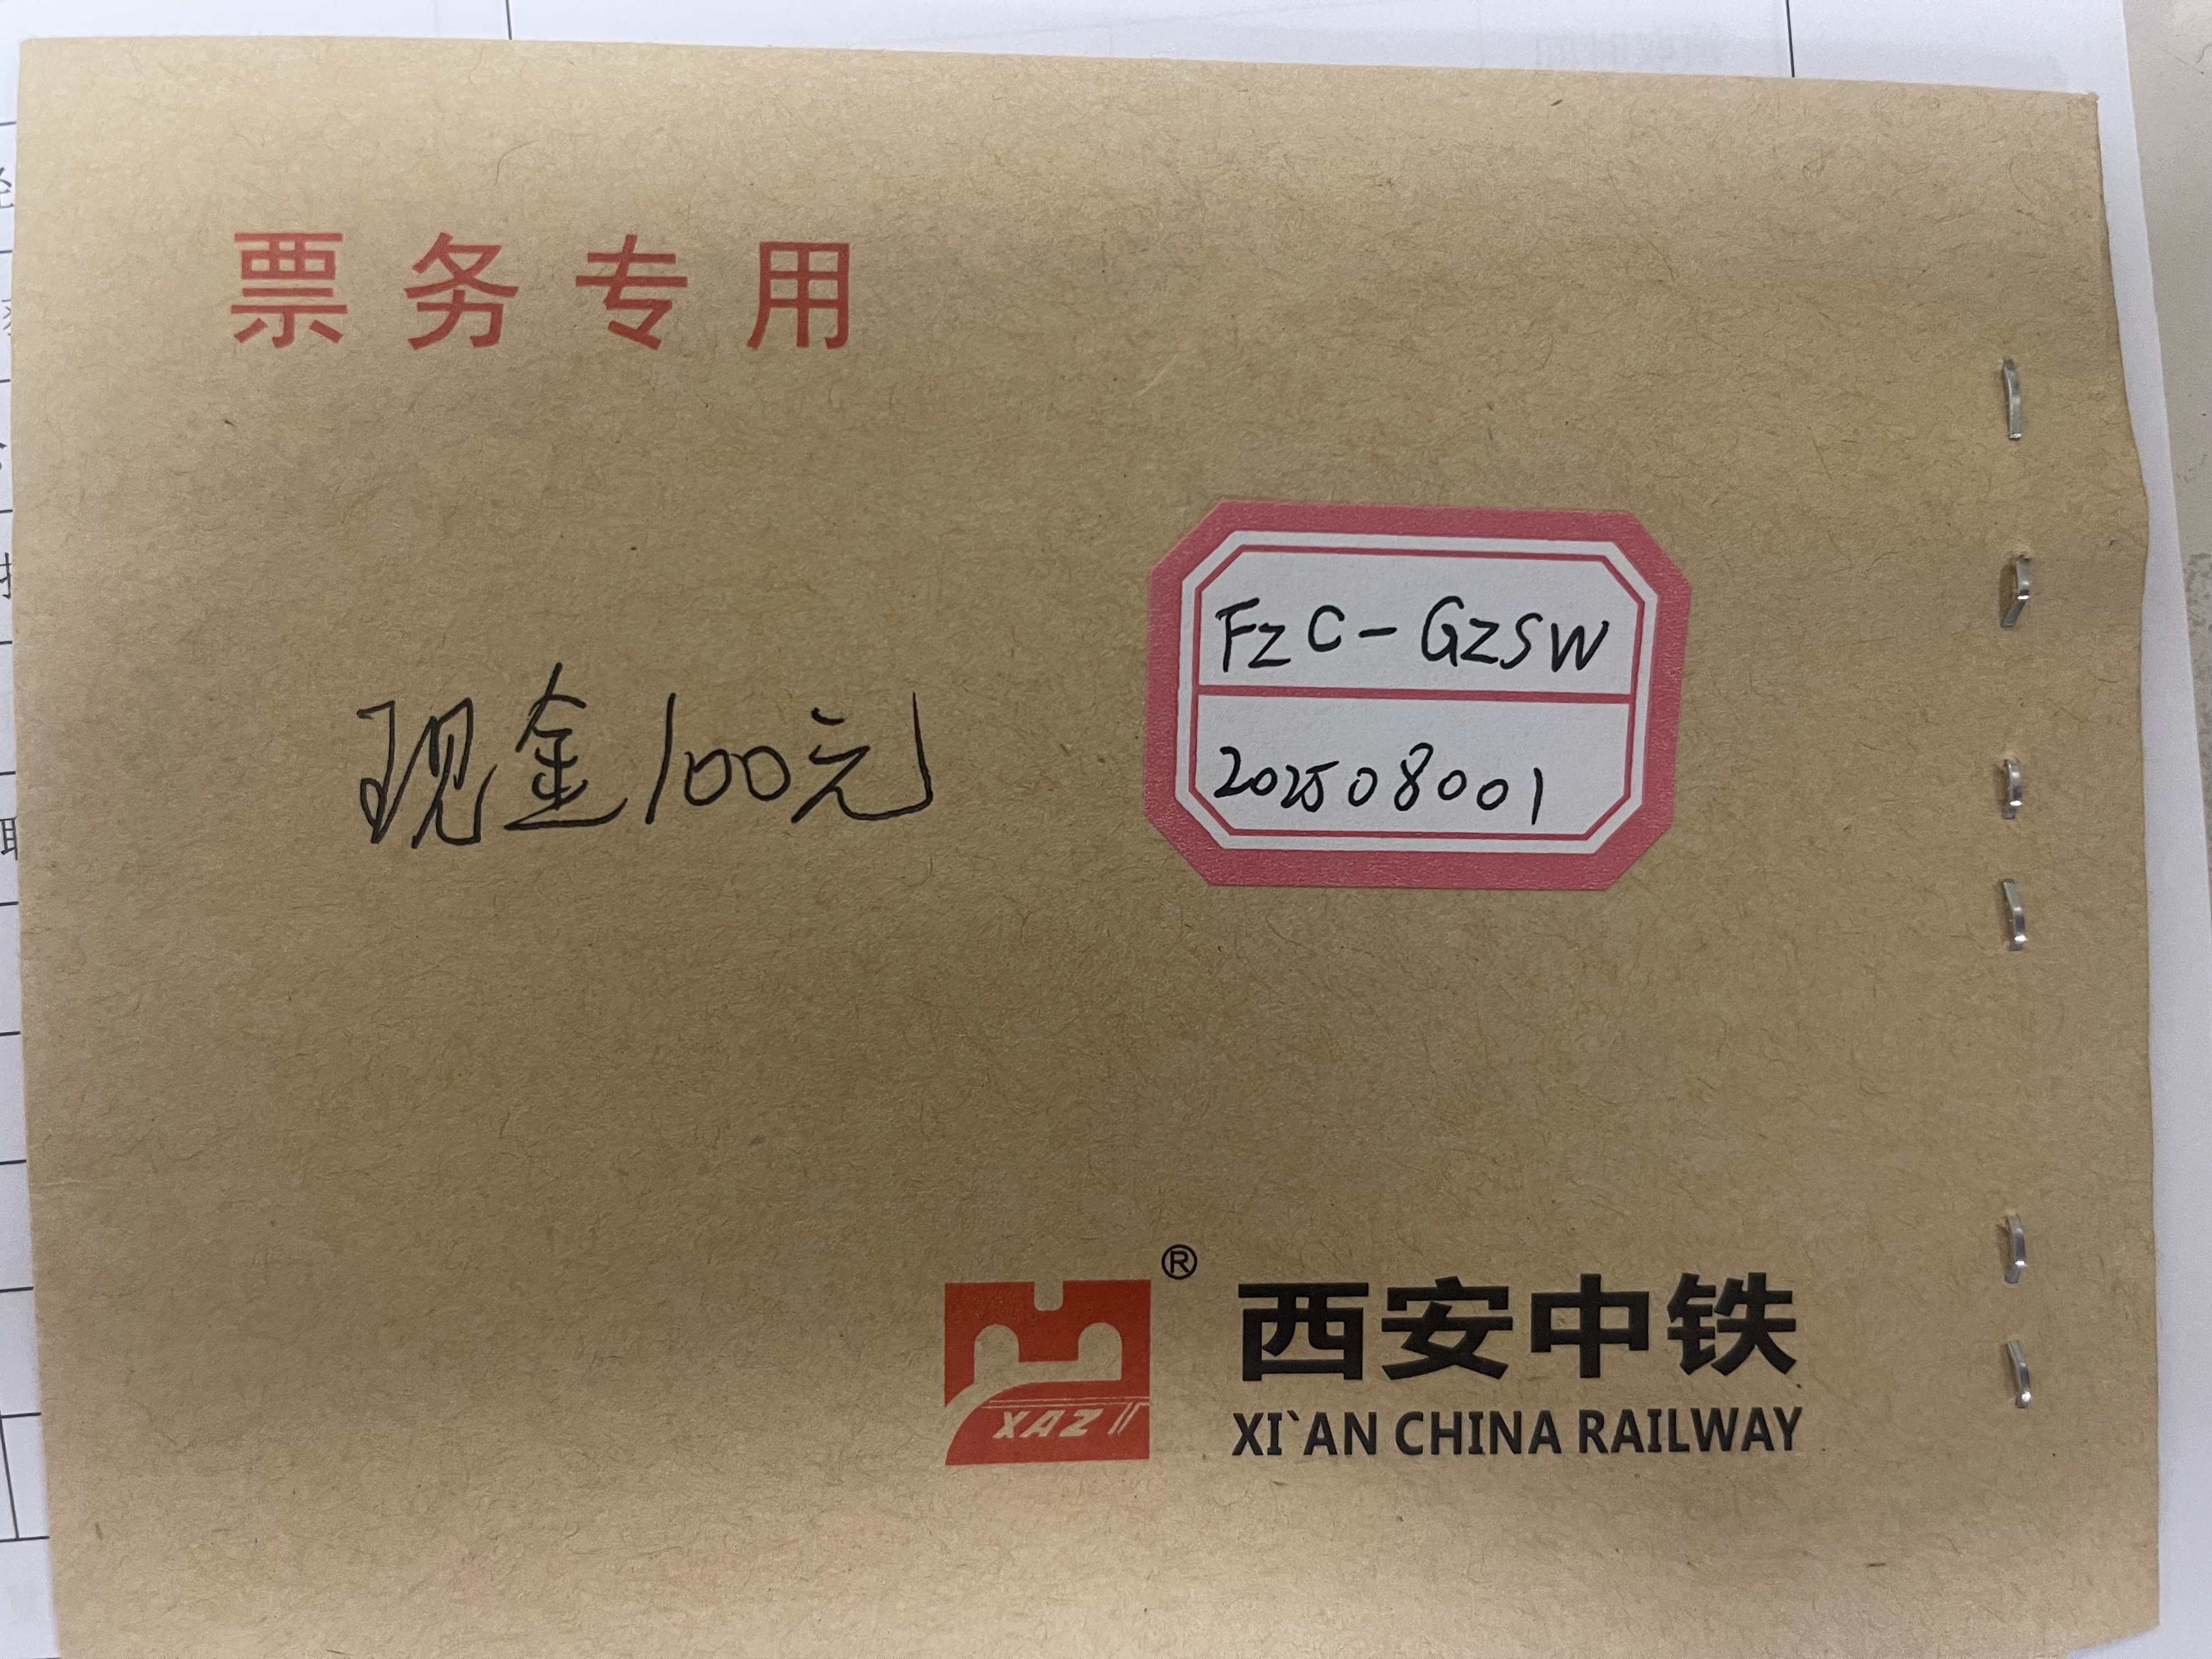 票务专用
FZC-GZSW
现金100元
202508001
®
西安中铁
XAZT
XI`AN CHINA RAILWAY